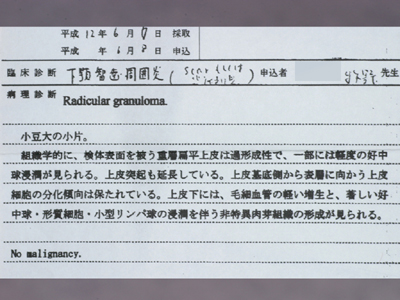 平成 12 年 6 月 日 採取
平成 年 6 月 8 日 申込
臨床診断 下顎智歯周囲炎 ( 申込者 先生
病理診断 Radicular granuloma.
小豆大の小片。
組織学的に、検体表面を被う重層扁平上皮は過形成性で、一部には軽度の好中
球浸潤が見られる。上皮突起も延長している。上皮基底側から表層に向かう上皮
細胞の分化傾向は保たれている。上皮下には、毛細血管の軽い増生と、著しい好
中球・形質細胞・小型リンパ球の浸潤を伴う非特異肉芽組織の形成が見られる。
No malignancy.